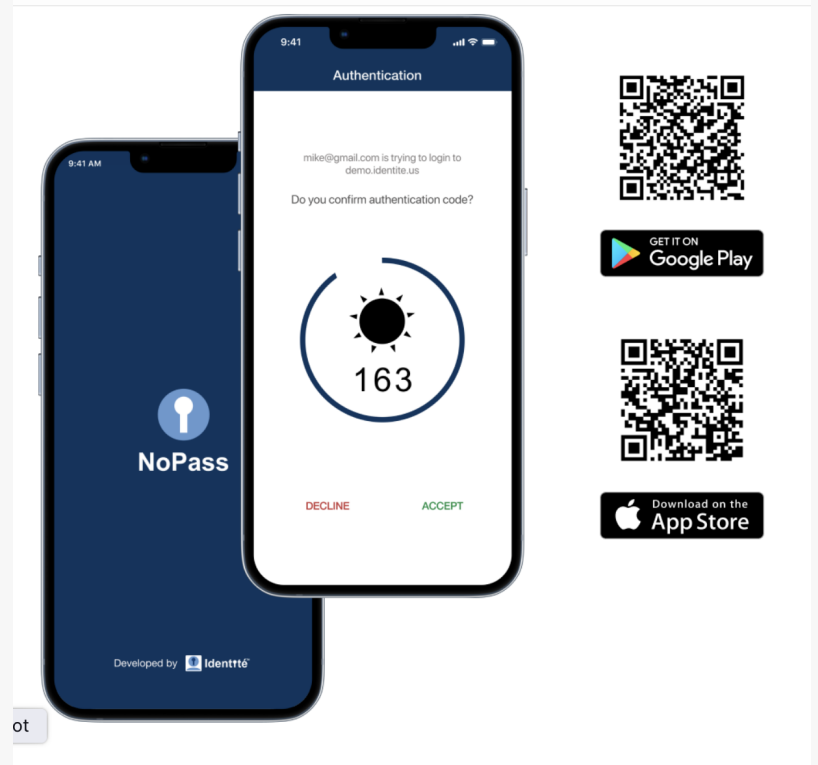 9:41
Authentication
mike@gmail.com is trying to login to
demo.identite.us
Do you confirm authentication code?
163
DECLINE
ACCEPT
9:41 AM
NoPass
Developed by Identité™
GET IT ON
Google Play
Download on the
App Store
ot